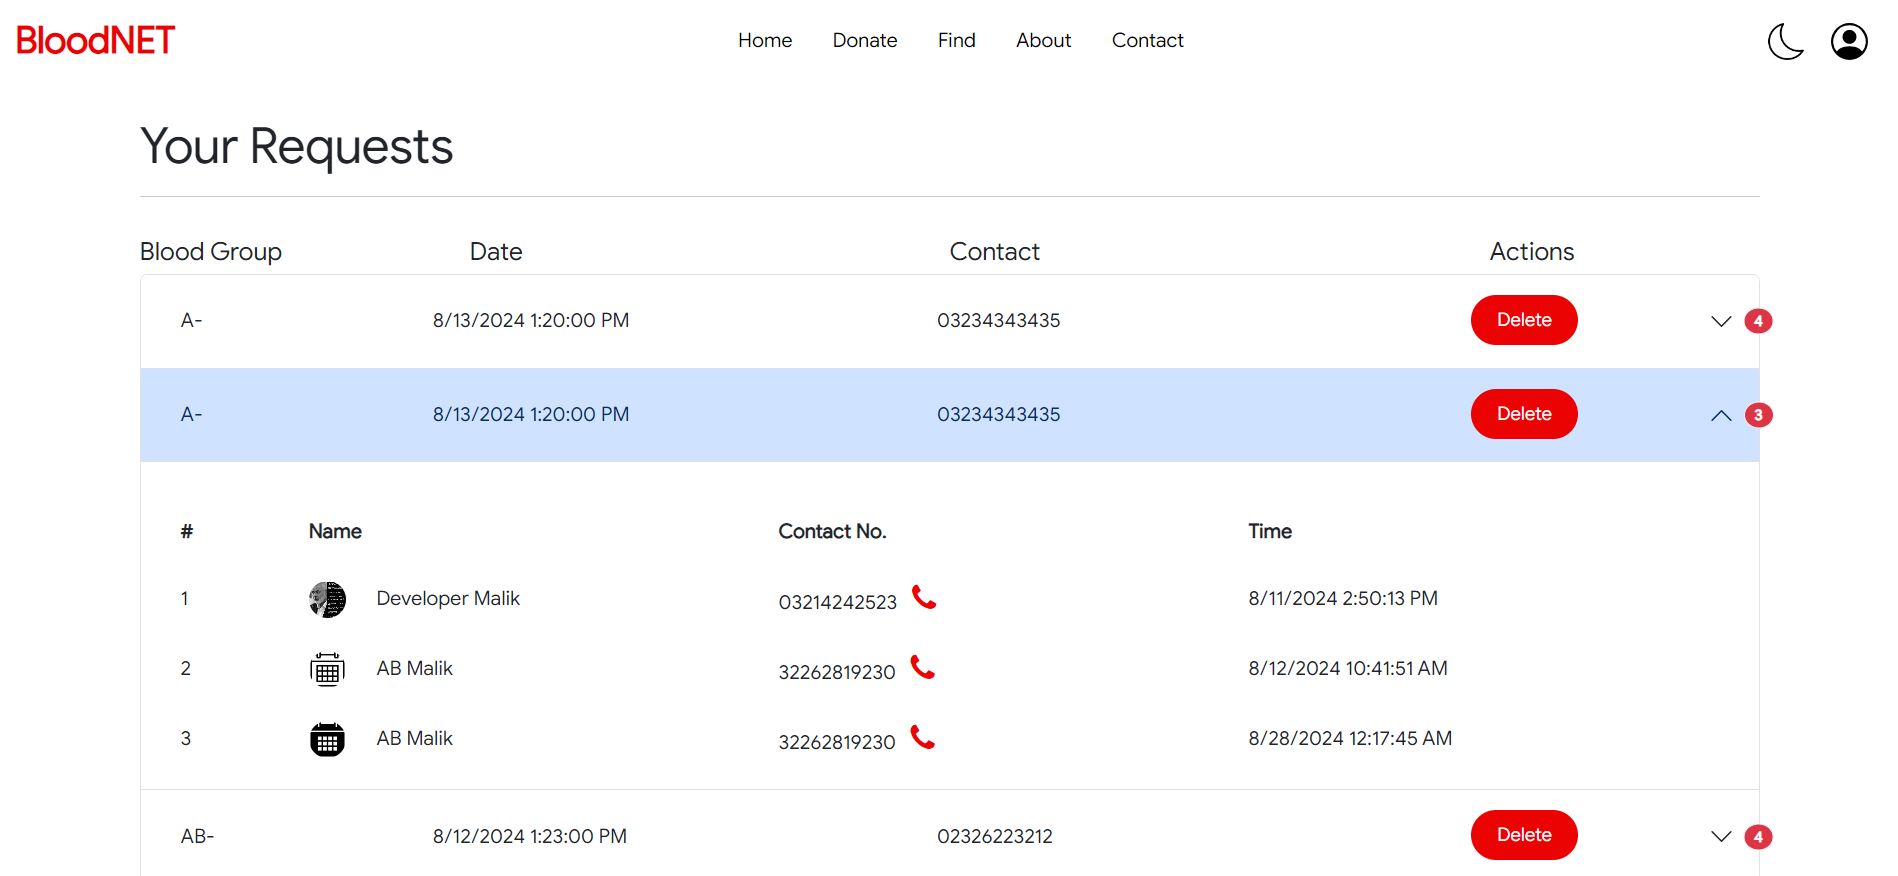 BloodNET
Home Donate Find About Contact
Your Requests
Blood Group Date Contact Actions
A- 8/13/2024 1:20:00 PM 03234343435 Delete 4
A- 8/13/2024 1:20:00 PM 03234343435 Delete 3
# Name Contact No. Time
1 Developer Malik 03214242523 8/11/2024 2:50:13 PM
2 AB Malik 32262819230 8/12/2024 10:41:51 AM
3 AB Malik 32262819230 8/28/2024 12:17:45 AM
AB- 8/12/2024 1:23:00 PM 02326223212 Delete 4